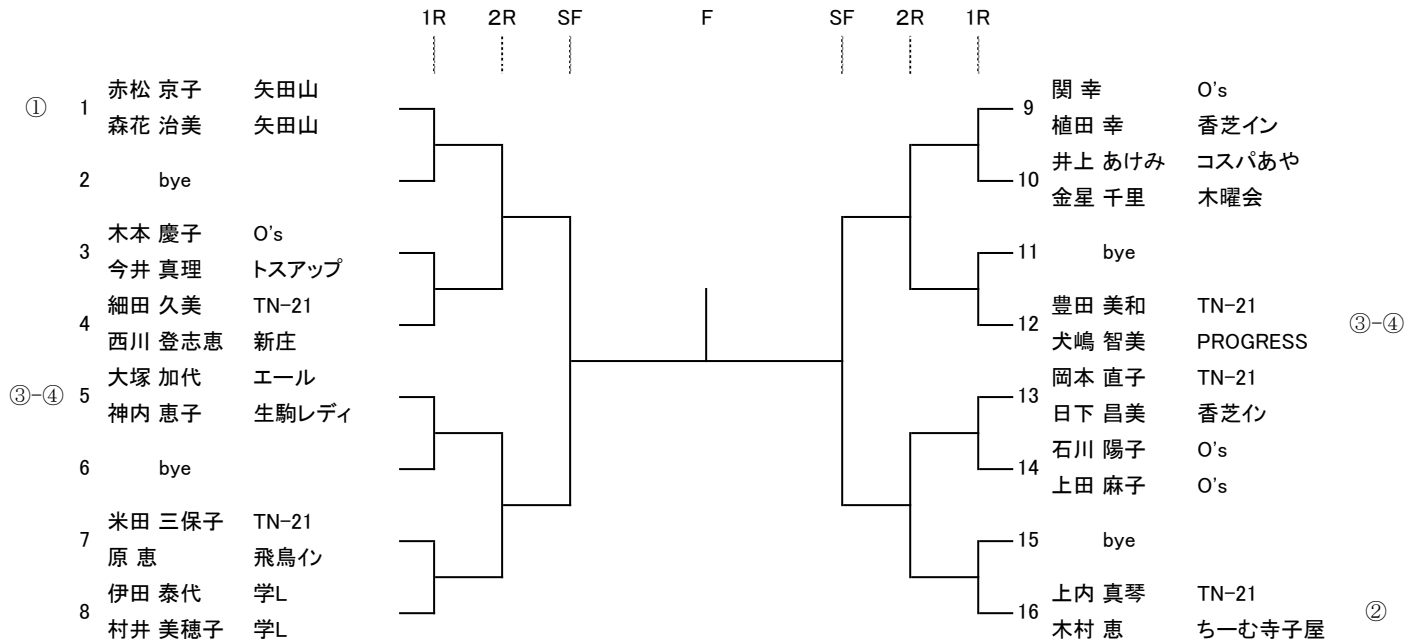 1R 2R SF F SF 2R 1R
① 1 赤松 京子 矢田山
森花 治美 矢田山
2 bye
3 木本 慶子 O's
今井 真理 トスアップ
4 細田 久美 TN-21
西川 登志恵 新庄
③-④ 5 大塚 加代 エール
神内 恵子 生駒レディ
6 bye
7 米田 三保子 TN-21
原 恵 飛鳥イン
8 伊田 泰代 学L
村井 美穂子 学L
9 関 幸 O's
植田 幸 香芝イン
10 井上 あけみ コスパあや
金星 千里 木曜会
11 bye
12 豊田 美和 TN-21 ③-④
犬嶋 智美 PROGRESS
13 岡本 直子 TN-21
日下 昌美 香芝イン
14 石川 陽子 O's
上田 麻子 O's
15 bye
16 上内 真琴 TN-21 ②
木村 恵 ちーむ寺子屋